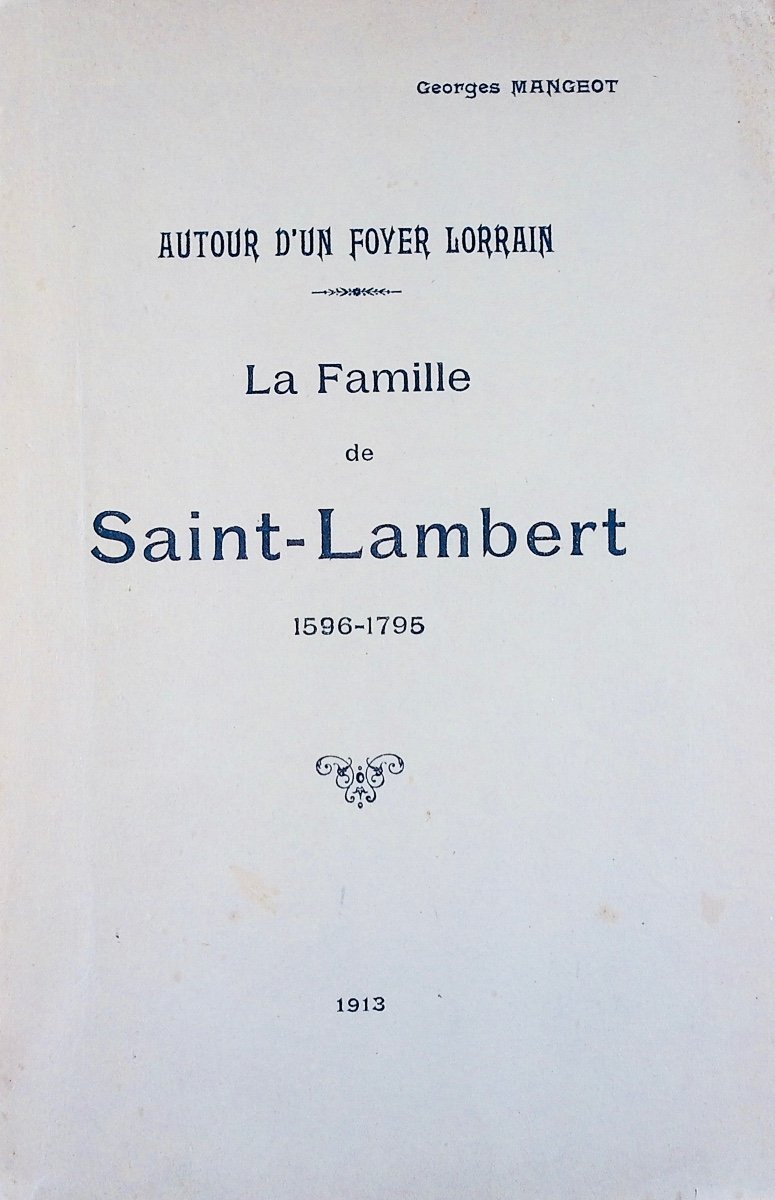 Georges MANGEOT
AUTOUR D'UN FOYER LORRAIN
La Famille
de
Saint-Lambert
1596-1795
1913